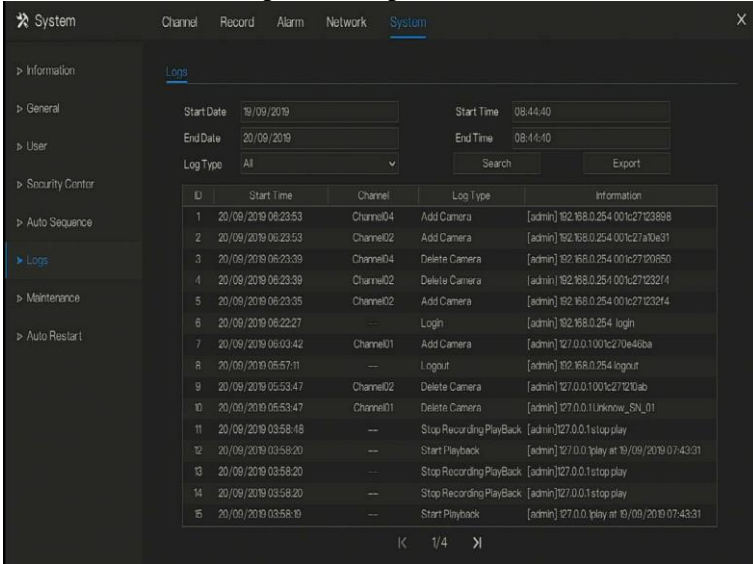 System Channel Record Alarm Network System X
Information
General
User
Security Center
Auto Sequence
Logs
Maintenance
Auto Restart
Logs
Start Date 19/09/2019 Start Time 08:44:40
End Date 20/09/2019 End Time 08:44:40
Log Type All Search Export
ID Start Time Channel Log Type Information
1 20/09/2019 06:23:53 Channel04 Add Camera [admin] 192.168.0.254 001c27123898
2 20/09/2019 06:23:53 Channel02 Add Camera [admin] 192.168.0.254 001c27a10e31
3 20/09/2019 06:23:39 Channel04 Delete Camera [admin] 192.168.0.254 001c27120850
4 20/09/2019 06:23:39 Channel02 Delete Camera [admin] 192.168.0.254 001c271232f4
5 20/09/2019 06:23:35 Channel02 Add Camera [admin] 192.168.0.254 001c271232f4
6 20/09/2019 06:22:27 --- Login [admin] 192.168.0.254 login
7 20/09/2019 06:03:42 Channel01 Add Camera [admin] 127.0.0.1 001c270e46ba
8 20/09/2019 05:57:11 --- Logout [admin] 192.168.0.254 logout
9 20/09/2019 05:53:47 Channel02 Delete Camera [admin] 127.0.0.1 001c271210ab
10 20/09/2019 05:53:47 Channel01 Delete Camera [admin] 127.0.0.1 Unknow_SN_01
11 20/09/2019 03:58:48 --- Stop Recording PlayBack [admin] 127.0.0.1 stop play
12 20/09/2019 03:58:20 --- Start Playback [admin] 127.0.0.1play at 19/09/2019 07:43:31
13 20/09/2019 03:58:20 --- Stop Recording PlayBack [admin]127.0.0.1 stop play
14 20/09/2019 03:58:20 --- Stop Recording PlayBack [admin]127.0.0.1 stop play
15 20/09/2019 03:58:19 --- Start Playback [admin] 127.0.0.1play at 19/09/2019 07:43:31
1/4